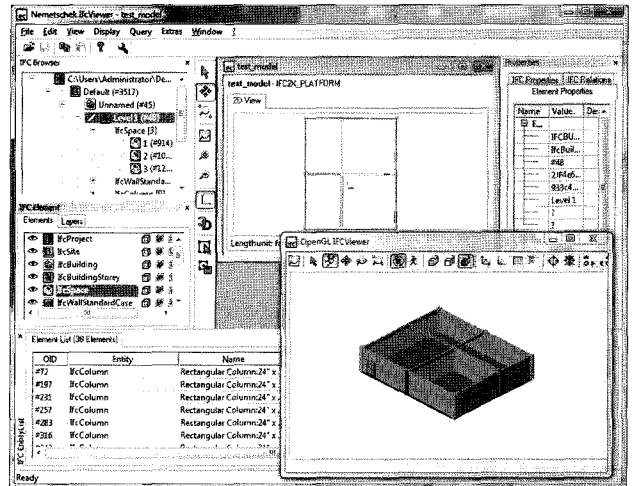 Nemetschek IfcViewer - test_model
File Edit View Display Query Extras Window ?
IFC Browser
C:\Users\Administrator\De...
Default (#3517)
Unnamed (#45)
Level 1
IfcSpace [3]
1 (#914)
2 (#10...
3 (#12...
IfcWallStanda...
IFC Element
Elements Layers
IfcProject
IfcSite
IfcBuilding
IfcBuildingStorey
IfcSpace
IfcWallStandardCase
test_model
test_model - IFC2X_PLATFORM
2D View
Lengthunit:
Properties
IFC Properties IFC Relations
Element Properties
Name Value
E...
IFCBU...
IfcBuil...
#48
933c4...
Level 1
?
?
OpenGL IFCViewer
Element List (38 Elements)
OID Entity Name
#72 IfcColumn Rectangular Column:24" x
#197 IfcColumn Rectangular Column:24" x
#231 IfcColumn Rectangular Column:24" x
#257 IfcColumn Rectangular Column:24" x
#283 IfcColumn Rectangular Column:24" x
#316 IfcColumn Rectangular Column:24" x
IFC EntityList
Ready